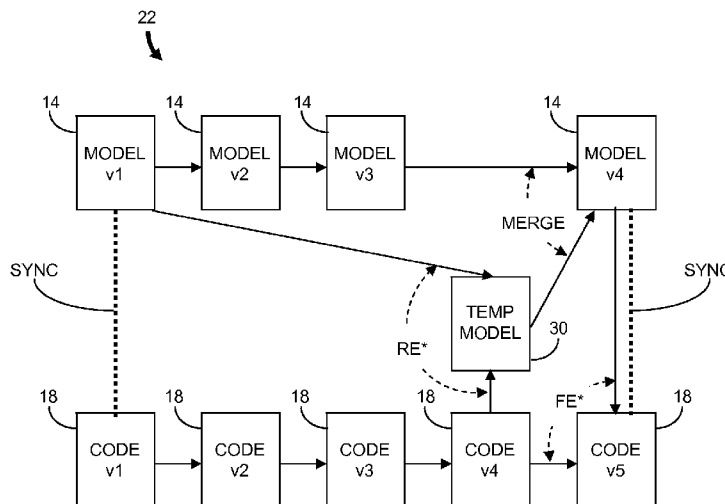 22
14
14
14
14
MODEL
v1
MODEL
v2
MODEL
v3
MODEL
v4
MERGE
SYNC
SYNC
TEMP
MODEL
30
RE*
FE*
18
18
18
18
18
CODE
v1
CODE
v2
CODE
v3
CODE
v4
CODE
v5